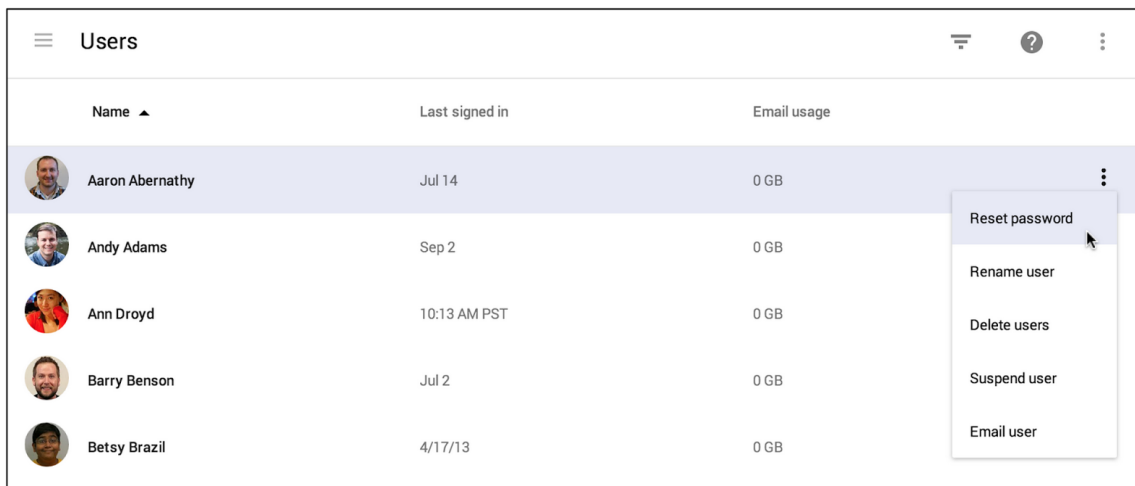 Users
Name Last signed in Email usage
Aaron Abernathy Jul 14 0 GB
Reset password
Andy Adams Sep 2 0 GB
Rename user
Ann Droyd 10:13 AM PST 0 GB
Delete users
Barry Benson Jul 2 0 GB
Suspend user
Email user
Betsy Brazil 4/17/13 0 GB